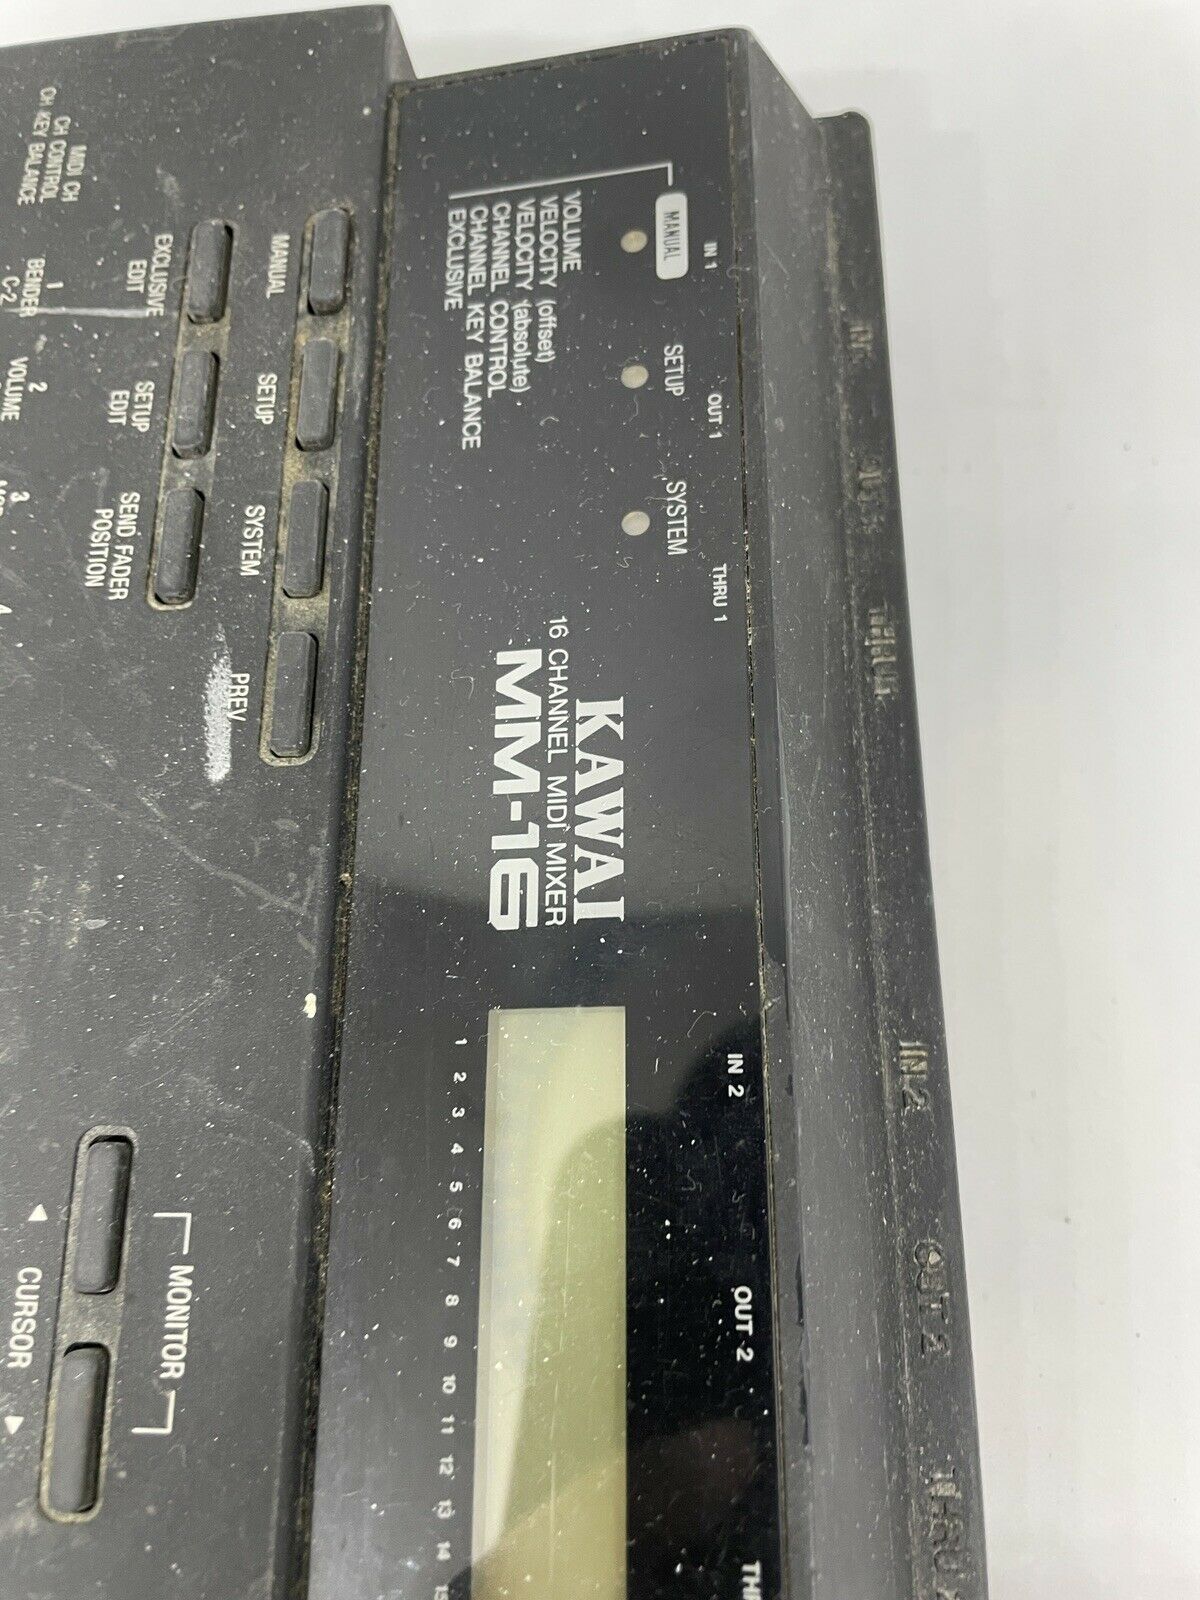 IN 1
OUT 1
THRU 1
IN 2
OUT 2
MANUAL
SETUP
SYSTEM
VOLUME
VELOCITY (offset)
VELOCITY (absolute)
CHANNEL CONTROL
CHANNEL KEY BALANCE
EXCLUSIVE
KAWAI
16 CHANNEL MIDI MIXER
MM-16
1 2 3 4 5 6 7 8 9 10 11 12 13 14 15
MANUAL
SETUP
SYSTEM
PREV
EXCLUSIVE
EDIT
SETUP
EDIT
SEND FADER
POSITION
MIDI CH
CH CONTROL
CH KEY BALANCE
1
BENDER
C-2
2
VOLUME
3
4
MONITOR
◄ CURSOR ►
IN 2
OUT 2